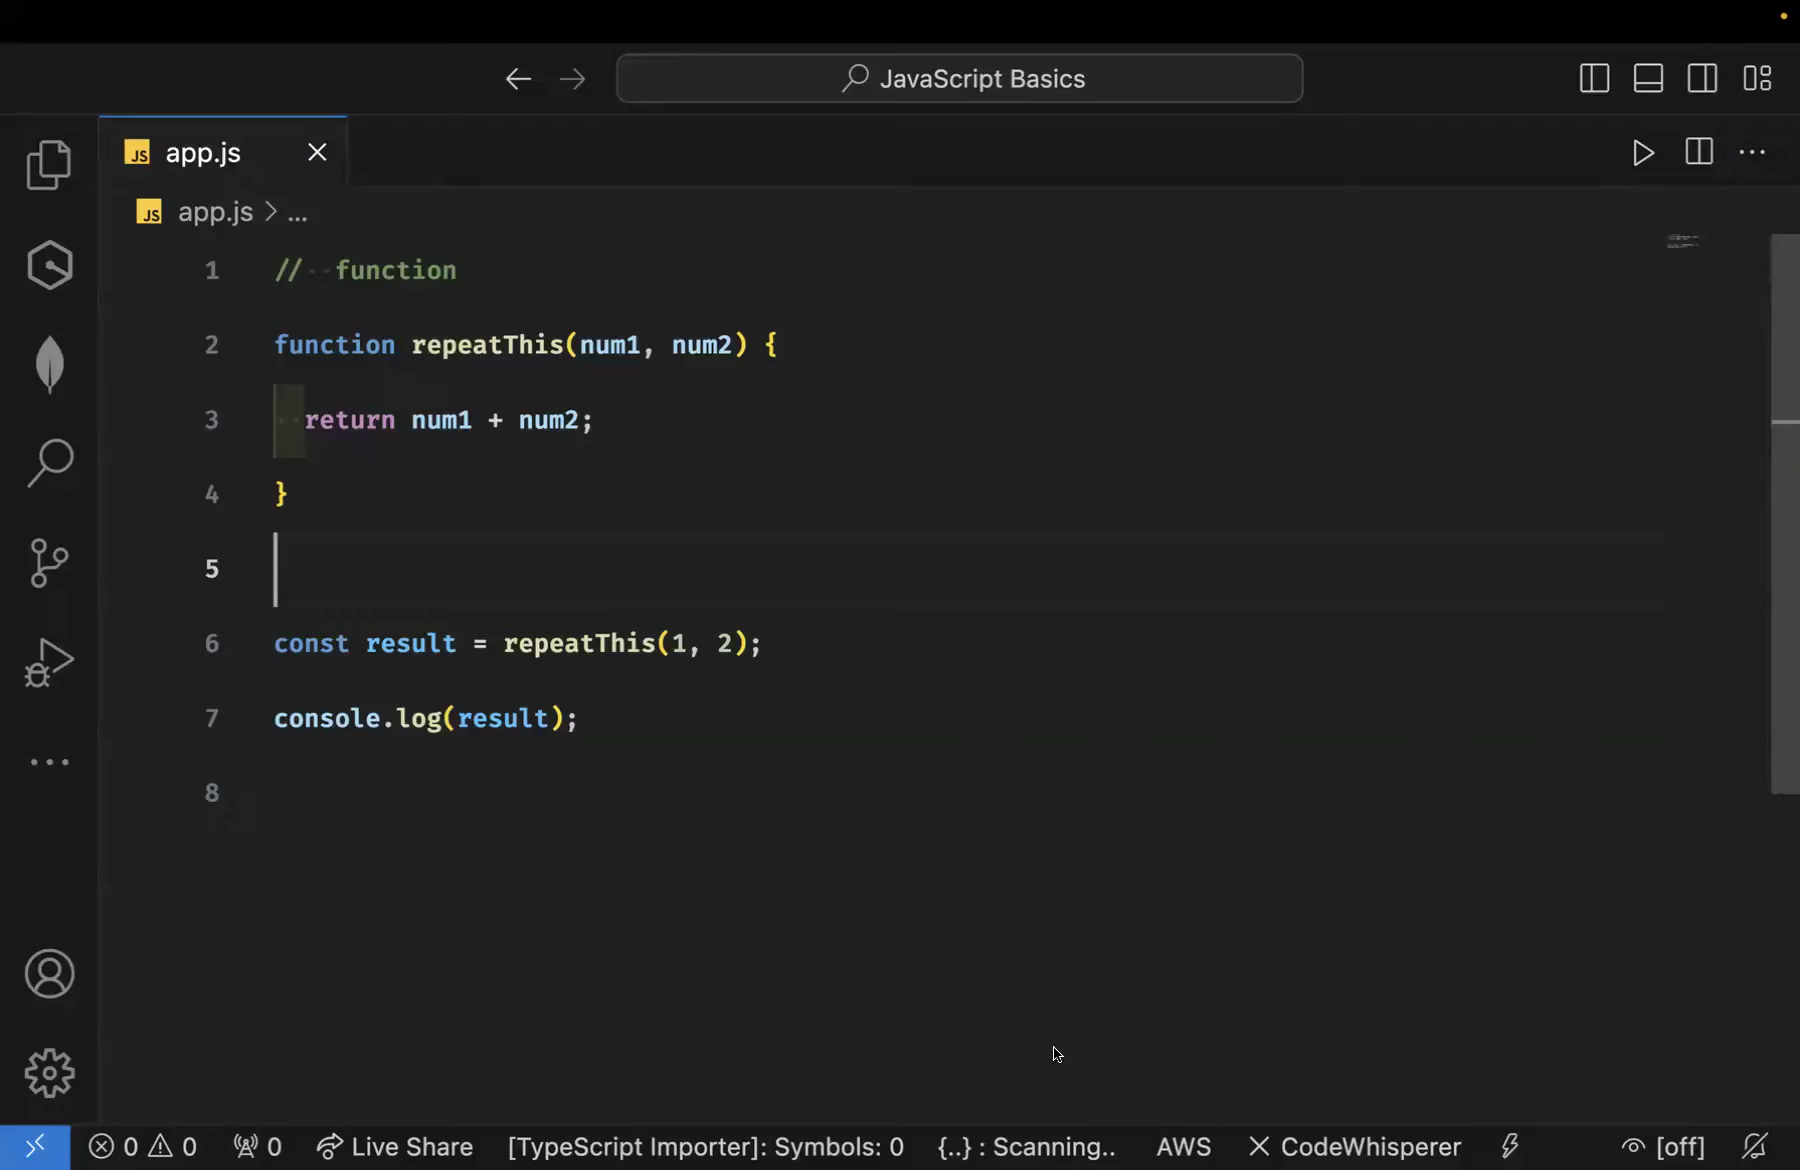 JavaScript Basics
JS app.js
JS app.js > ...
1 // function
2 function repeatThis(num1, num2) {
3 return num1 + num2;
4 }
5
6 const result = repeatThis(1, 2);
7 console.log(result);
8
0 0 0 Live Share [TypeScript Importer]: Symbols: 0 {..} : Scanning.. AWS CodeWhisperer [off]